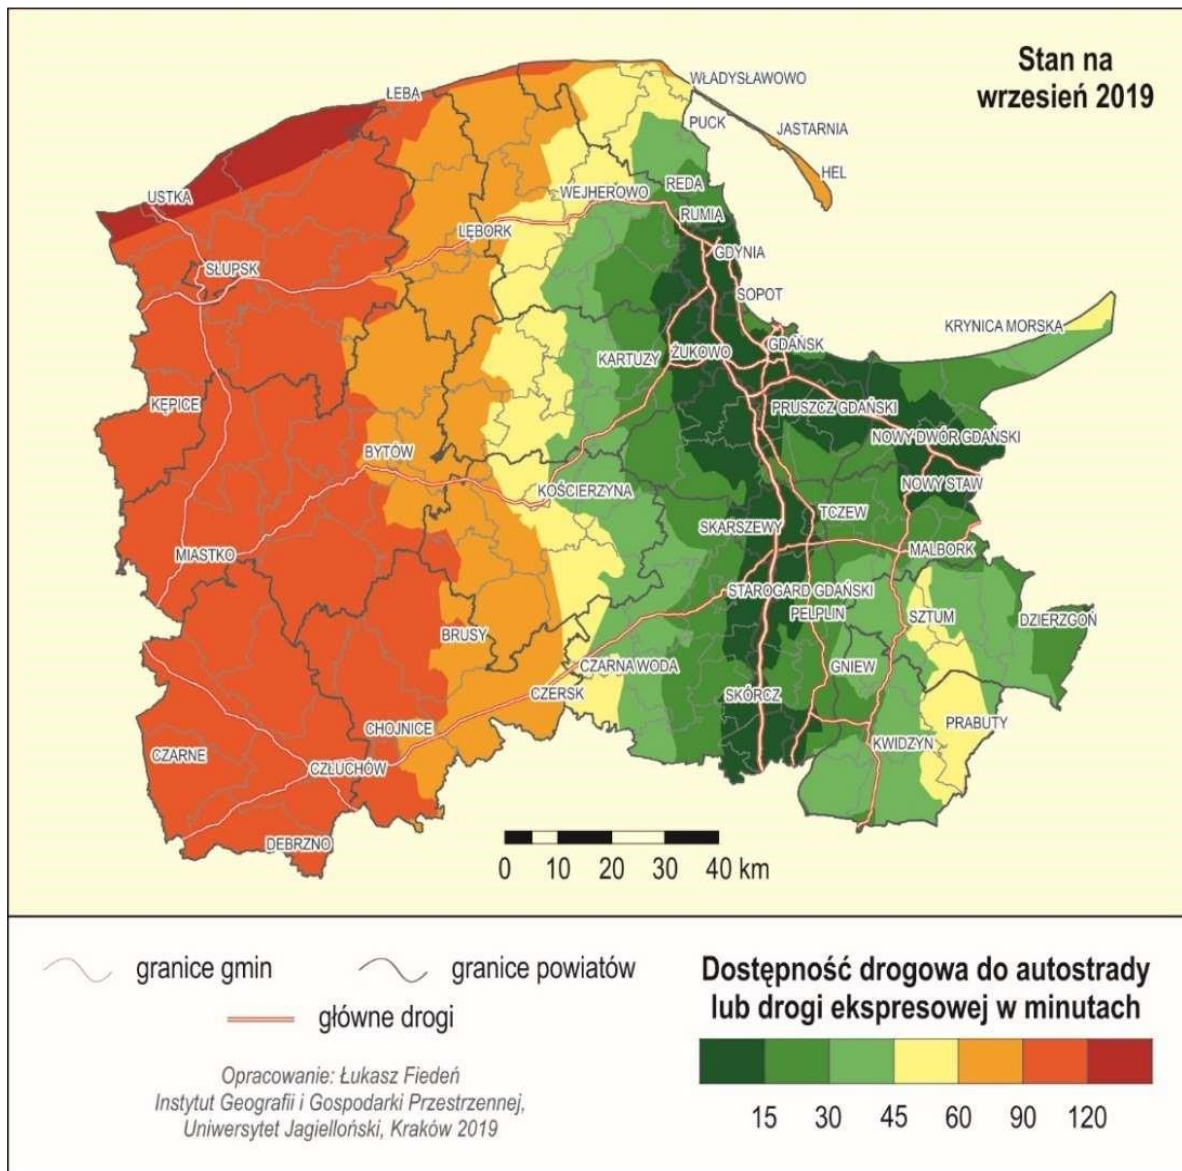 Stan na
wrzesień 2019
WŁADYSŁAWOWO
ŁEBA
PUCK
JASTARNIA
HEL
REDA
WEJHEROWO
USTKA
RUMIA
LĘBORK
GDYNIA
SŁUPSK
SOPOT
KRYNICA MORSKA
GDAŃSK
KARTUZY
ŻUKOWO
KĘPICE
PRUSZCZ GDAŃSKI
NOWY DWÓR GDAŃSKI
BYTÓW
NOWY STAW
KOŚCIERZYNA
TCZEW
SKARSZEWY
MIASTKO
MALBORK
STAROGARD GDAŃSKI
PELPLIN
SZTUM
DZIERZGOŃ
BRUSY
CZARNA WODA
GNIEW
CZERSK
SKÓRCZ
PRABUTY
CHOJNICE
KWIDZYN
CZARNE
CZŁUCHÓW
DEBRZNO
0 10 20 30 40 km
granice gmin
granice powiatów
główne drogi
Opracowanie: Łukasz Fiedeń
Instytut Geografii i Gospodarki Przestrzennej,
Uniwersytet Jagielloński, Kraków 2019
Dostępność drogowa do autostrady
lub drogi ekspresowej w minutach
15 30 45 60 90 120